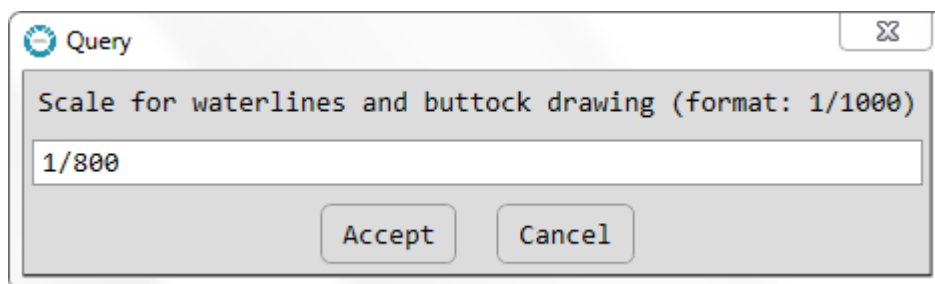 Query
Scale for waterlines and buttock drawing (format: 1/1000)
1/800
Accept Cancel